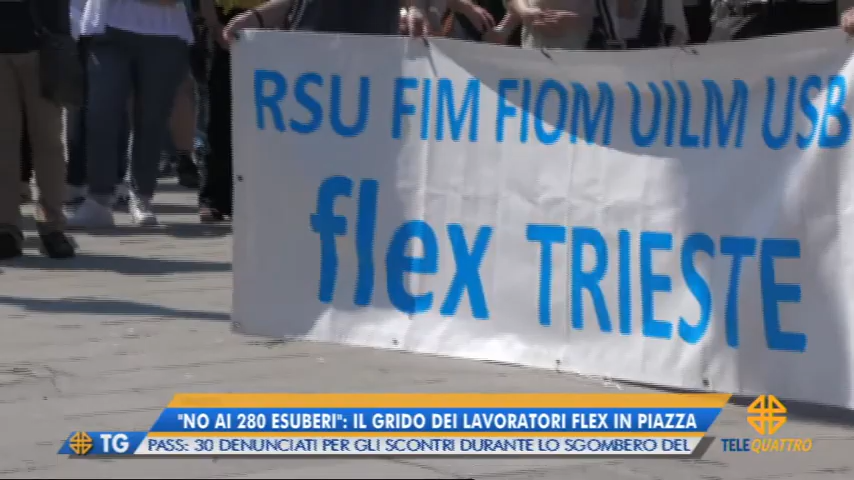 RSU FIM FIOM UILM USB
flex TRIESTE
"NO AI 280 ESUBERI": IL GRIDO DEI LAVORATORI FLEX IN PIAZZA
TG
PASS: 30 DENUNCIATI PER GLI SCONTRI DURANTE LO SGOMBERO DEL
TELEQUATTRO